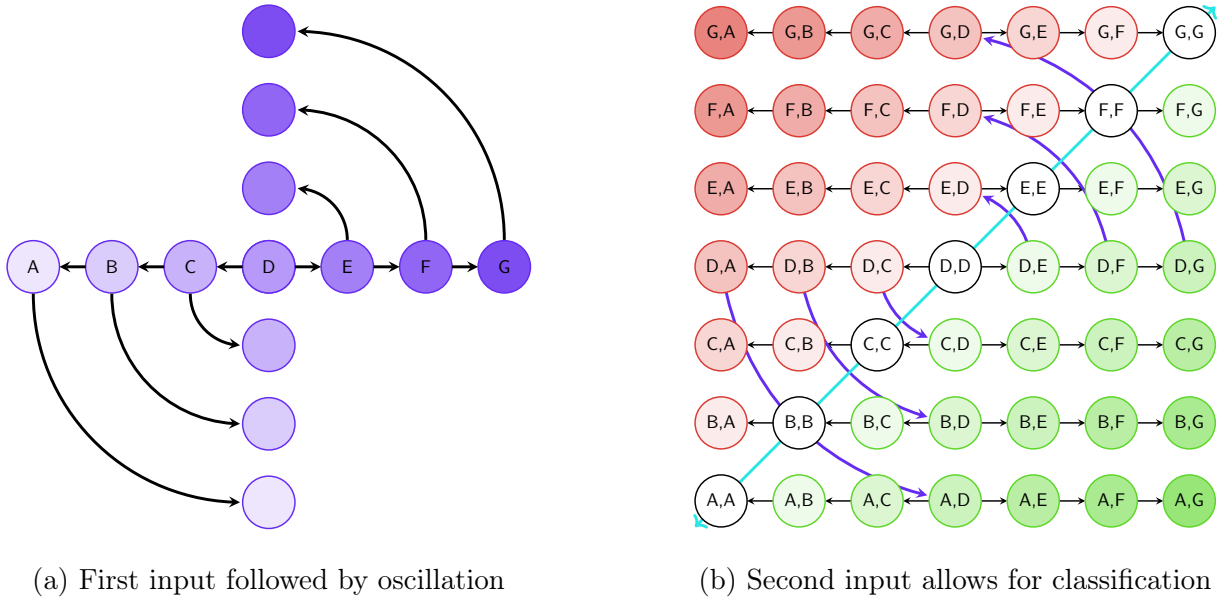 A B C D E F G
(a) First input followed by oscillation
G,A G,B G,C G,D G,E G,F G,G
F,A F,B F,C F,D F,E F,F F,G
E,A E,B E,C E,D E,E E,F E,G
D,A D,B D,C D,D D,E D,F D,G
C,A C,B C,C C,D C,E C,F C,G
B,A B,B B,C B,D B,E B,F B,G
A,A A,B A,C A,D A,E A,F A,G
(b) Second input allows for classification